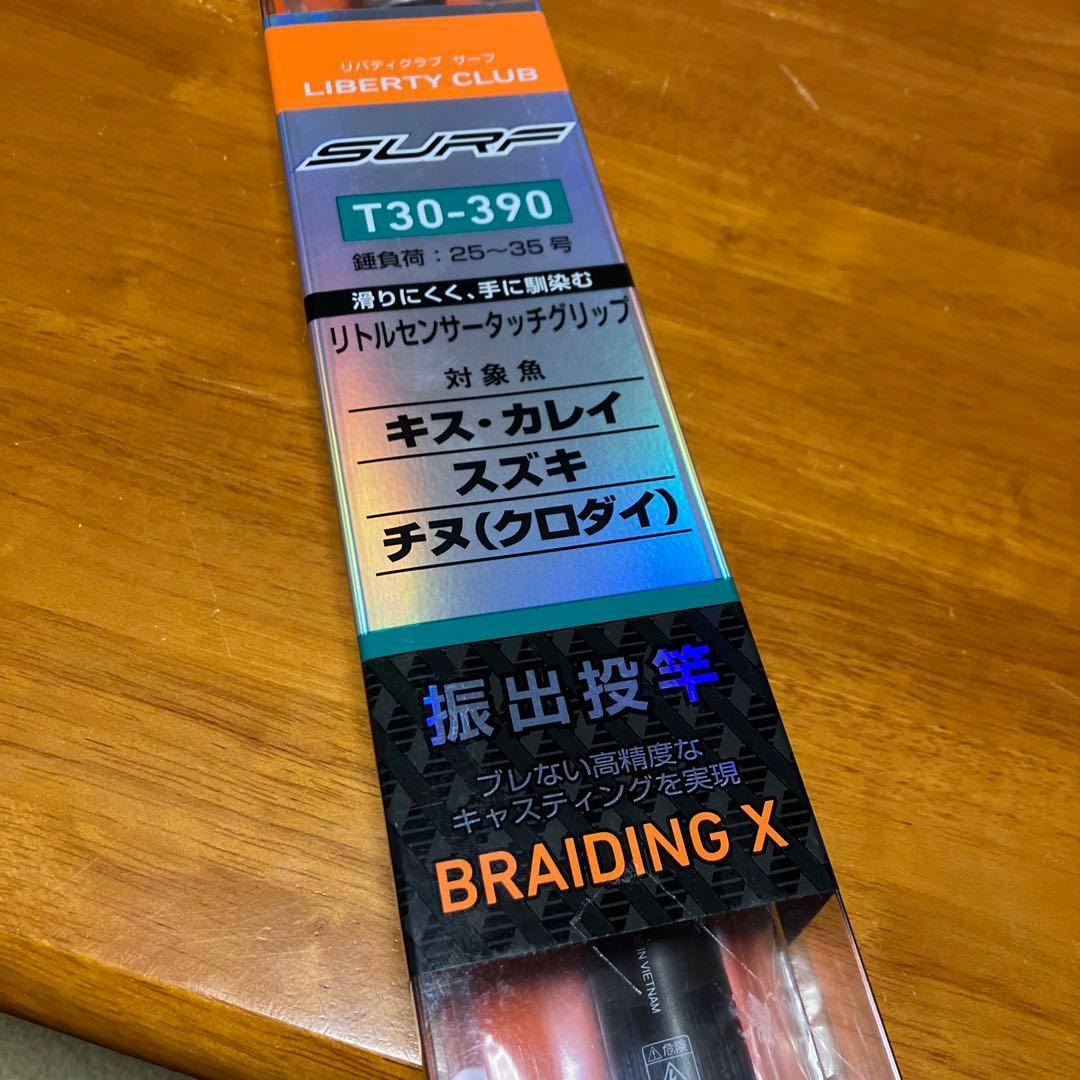 リバティクラブ サーフ
LIBERTY CLUB
SURF
T30-390
錘負荷：25～35号
滑りにくく、手に馴染む
リトルセンサータッチグリップ
対象魚
キス・カレイ
スズキ
チヌ(クロダイ)
振出投竿
ブレない高精度な
キャスティングを実現
BRAIDING X
IN VIETNAM
危険